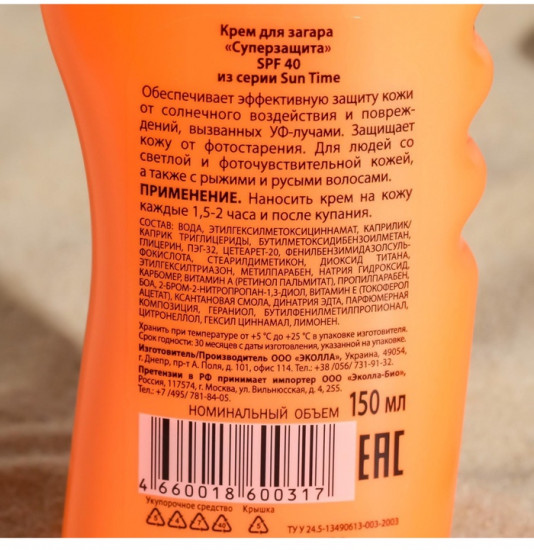 Крем для загара
«Суперзащита»
SPF 40
из серии Sun Time
Обеспечивает эффективную защиту кожи
от солнечного воздействия и повреж-
дений, вызванных УФ-лучами. Защищает
кожу от фотостарения. Для людей со
светлой и фоточувствительной кожей,
а также с рыжими и русыми волосами.
ПРИМЕНЕНИЕ. Наносить крем на кожу
каждые 1,5-2 часа и после купания.
СОСТАВ: ВОДА, ЭТИЛГЕКСИЛМЕТОКСИЦИННАМАТ, КАПРИЛИК/
КАПРИК ТРИГЛИЦЕРИДЫ, БУТИЛМЕТОКСИДИБЕНЗОИЛМЕТАН,
ГЛИЦЕРИН, ПЭГ-32, ЦЕТЕАРЕТ-20, ФЕНИЛБЕНЗИМИДАЗОЛСУЛЬ-
ФОКИСЛОТА, СТЕАРИЛДИМЕТИКОН, ДИОКСИД ТИТАНА,
ЭТИЛГЕКСИЛТРИАЗОН, МЕТИЛПАРАБЕН, НАТРИЯ ГИДРОКСИД,
КАРБОМЕР, ВИТАМИН А (РЕТИНОЛ ПАЛЬМИТАТ), ПРОПИЛПАРАБЕН,
БОА, 2-БРОМ-2-НИТРОПРОПАН-1,3-ДИОЛ, ВИТАМИН Е (ТОКОФЕРОЛ
АЦЕТАТ), КСАНТАНОВАЯ СМОЛА, ДИНАТРИЯ ЭДТА, ПАРФЮМЕРНАЯ
КОМПОЗИЦИЯ, ГЕРАНИОЛ, БУТИЛФЕНИЛМЕТИЛПРОПИОНАЛ,
ЦИТРОНЕЛЛОЛ, ГЕКСИЛ ЦИННАМАЛ, ЛИМОНЕН.
Хранить при температуре от +5 °С до +25 °С в упаковке изготовителя.
Срок годности: 30 месяцев с даты изготовления, указанной на упаковке.
Изготовитель/Производитель ООО «ЭКОЛЛА», Украина, 49054,
г. Днепр, пр-т А. Поля, д. 101, офис 114. Тел.: +38 /056/ 731-91-32.
Претензии в РФ принимает импортер ООО «Эколла-Био»,
Россия, 117574, г. Москва, ул. Вильнюсская, д. 4, 255.
Тел.: +7 /495/ 781-84-05.
НОМИНАЛЬНЫЙ ОБЪЕМ 150 мл
4 660018 600317
EAC
Укупорочное средство Крышка
5 4 7 40 5
ТУ У 24.5-13490613-003-2003